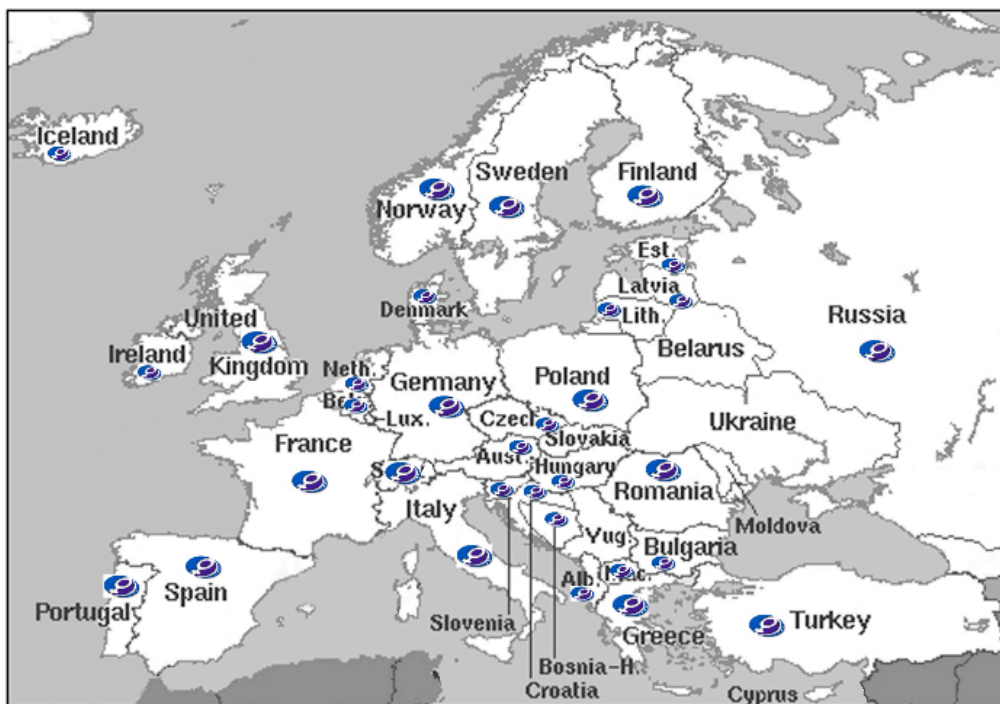 Iceland
Sweden
Finland
Norway
Est.
Latvia
Denmark
Lith.
Russia
United
Kingdom
Ireland
Belarus
Neth.
Germany
Poland
Lux.
Czech
Ukraine
France
Slovakia
Aust.
Hungary
Romania
Italy
Moldova
Yug.
Bulgaria
Alb.
Spain
Portugal
Slovenia
Greece
Turkey
Bosnia-H.
Croatia
Cyprus